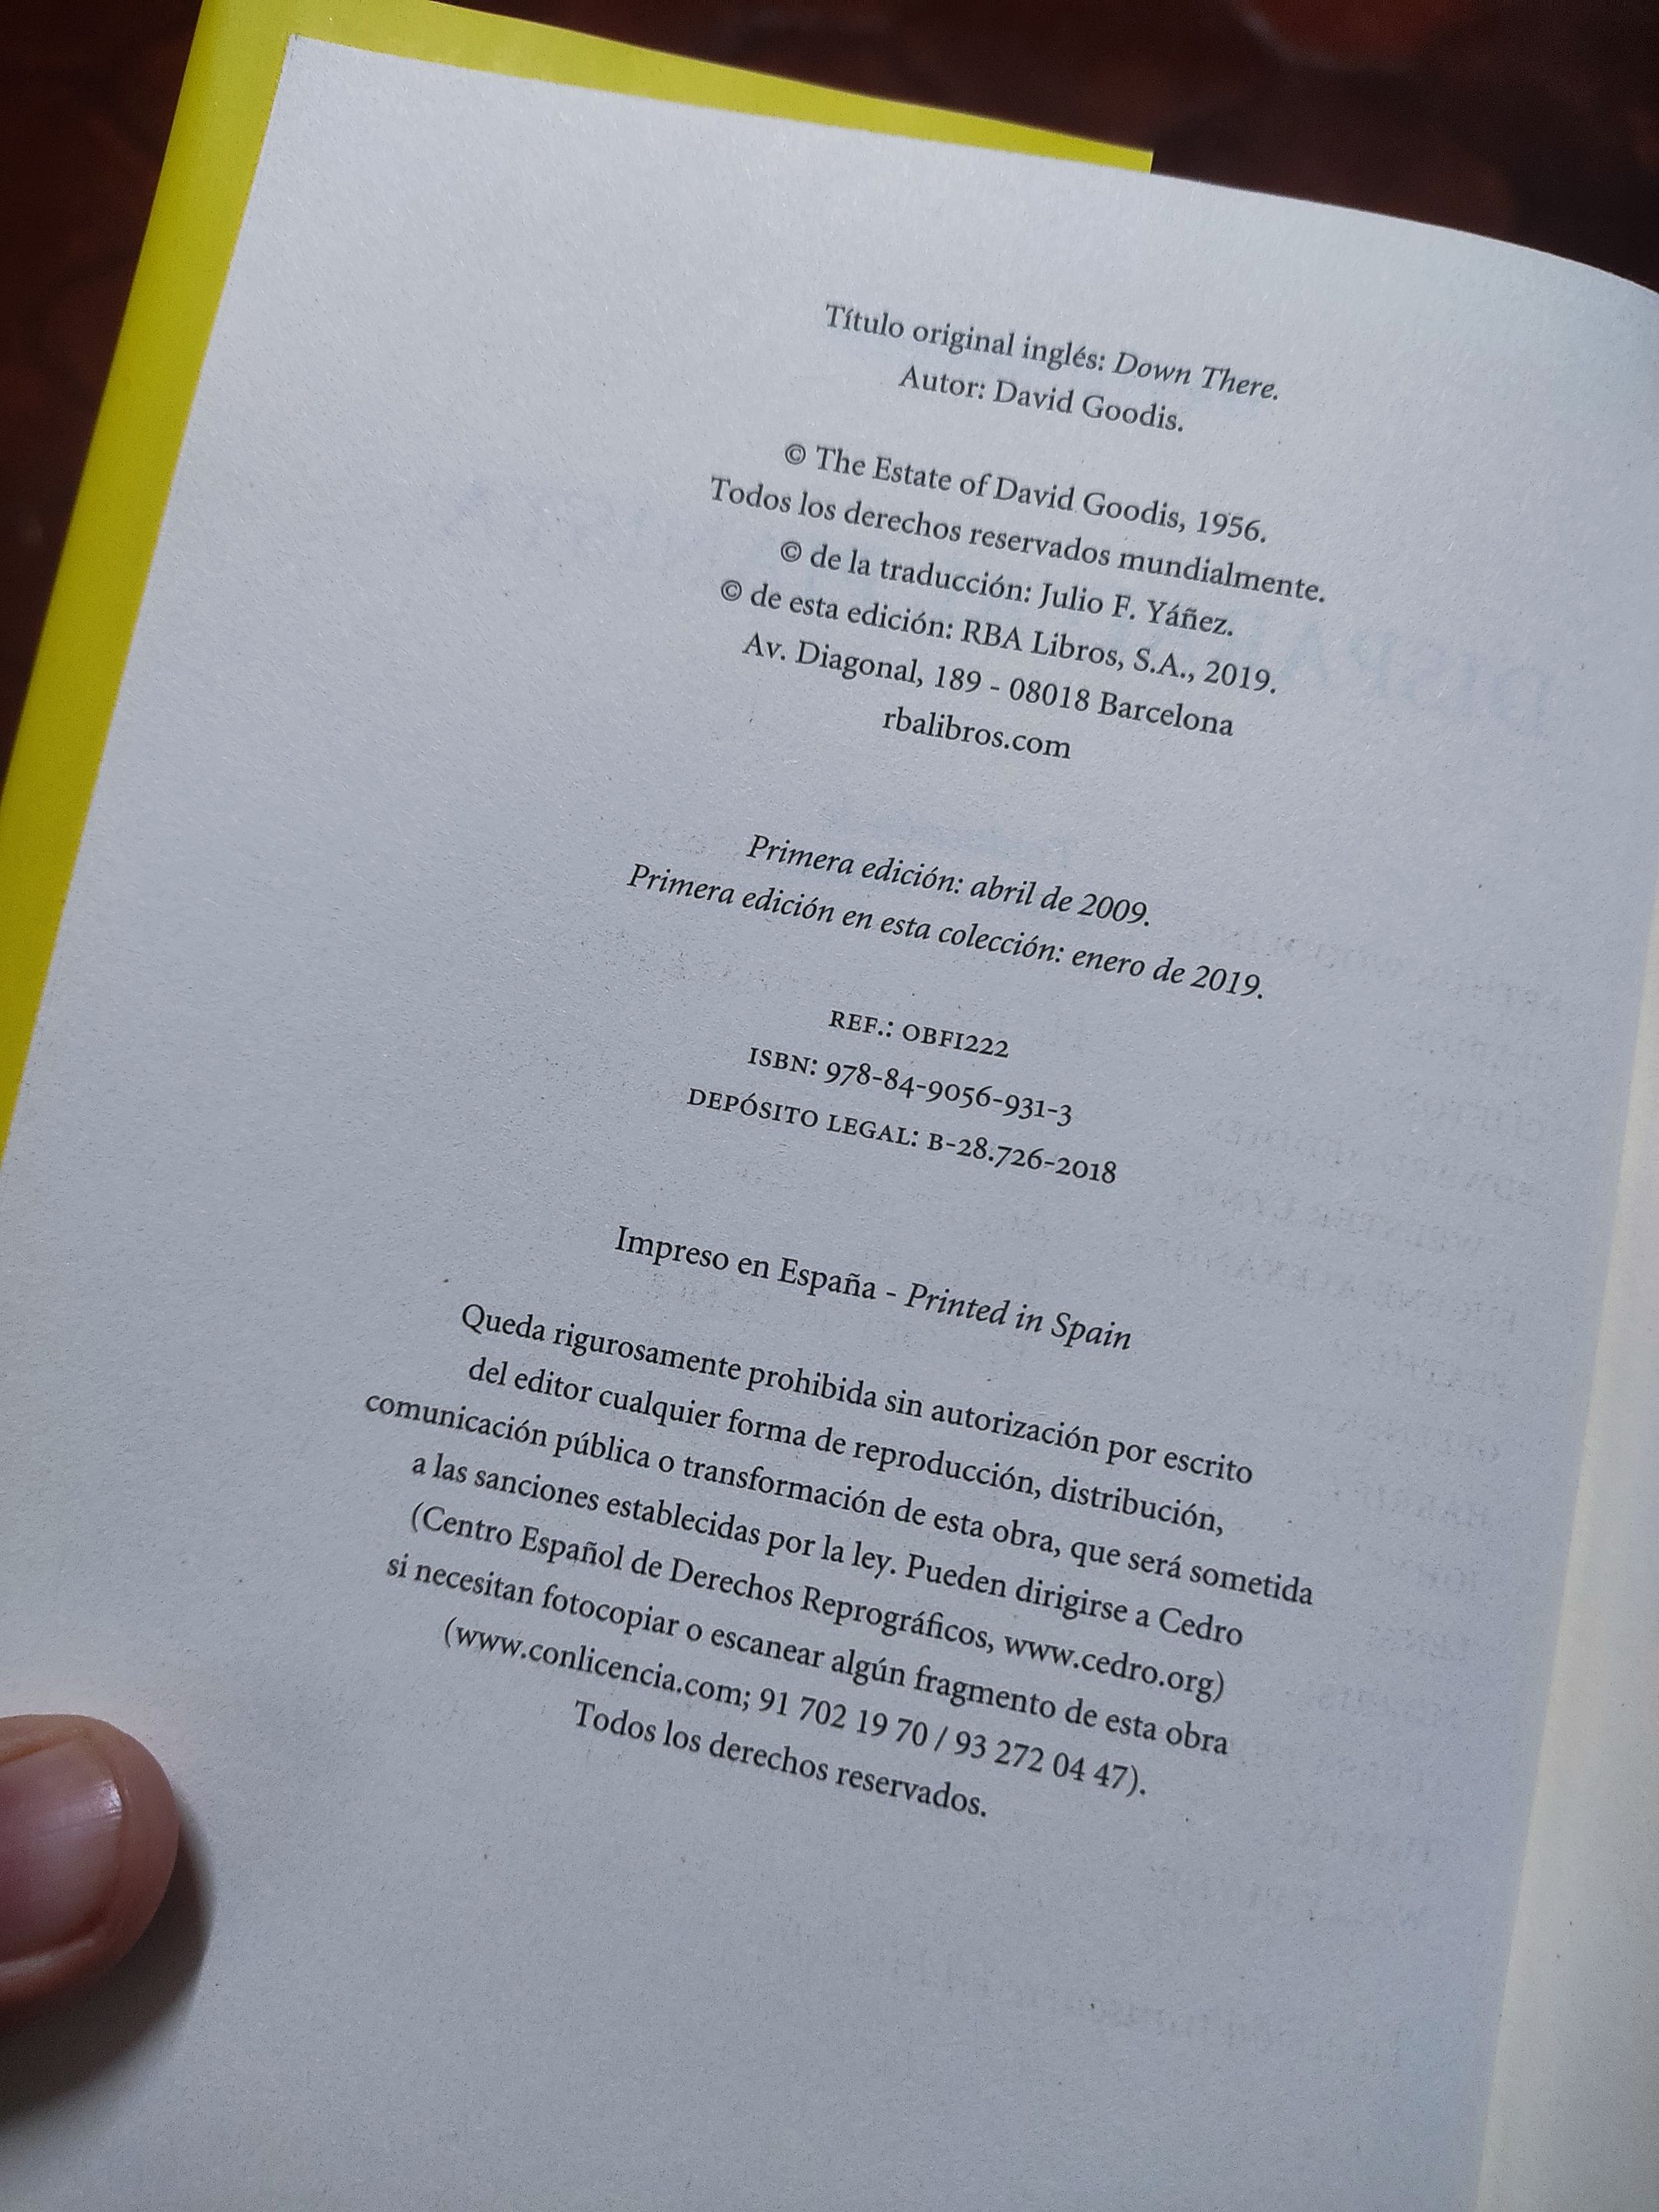 Título original inglés: Down There.
Autor: David Goodis.
© The Estate of David Goodis, 1956.
Todos los derechos reservados mundialmente.
© de la traducción: Julio F. Yáñez.
© de esta edición: RBA Libros, S.A., 2019.
Av. Diagonal, 189 - 08018 Barcelona
rbalibros.com
Primera edición: abril de 2009.
Primera edición en esta colección: enero de 2019.
REF.: OBFI222
ISBN: 978-84-9056-931-3
DEPÓSITO LEGAL: B-28.726-2018
Impreso en España - Printed in Spain
Queda rigurosamente prohibida sin autorización por escrito
del editor cualquier forma de reproducción, distribución,
comunicación pública o transformación de esta obra, que será sometida
a las sanciones establecidas por la ley. Pueden dirigirse a Cedro
(Centro Español de Derechos Reprográficos, www.cedro.org)
si necesitan fotocopiar o escanear algún fragmento de esta obra
(www.conlicencia.com; 91 702 19 70 / 93 272 04 47).
Todos los derechos reservados.